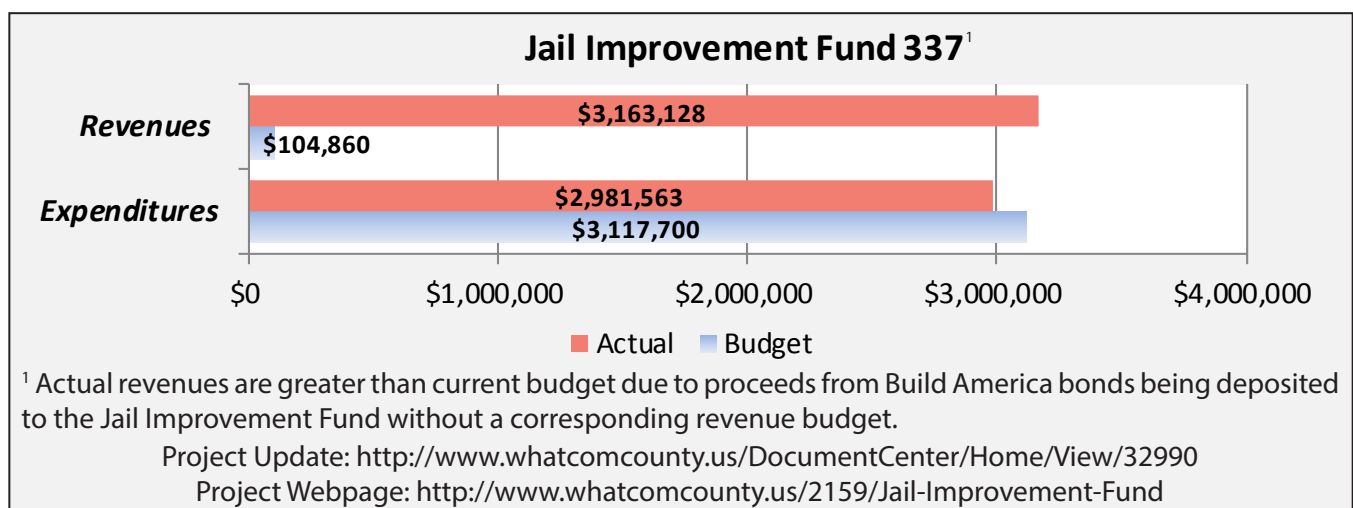 Jail Improvement Fund 337¹
Revenues
$3,163,128
$104,860
Expenditures
$2,981,563
$3,117,700
$0 $1,000,000 $2,000,000 $3,000,000 $4,000,000
Actual Budget
¹ Actual revenues are greater than current budget due to proceeds from Build America bonds being deposited
to the Jail Improvement Fund without a corresponding revenue budget.
Project Update: http://www.whatcomcounty.us/DocumentCenter/Home/View/32990
Project Webpage: http://www.whatcomcounty.us/2159/Jail-Improvement-Fund